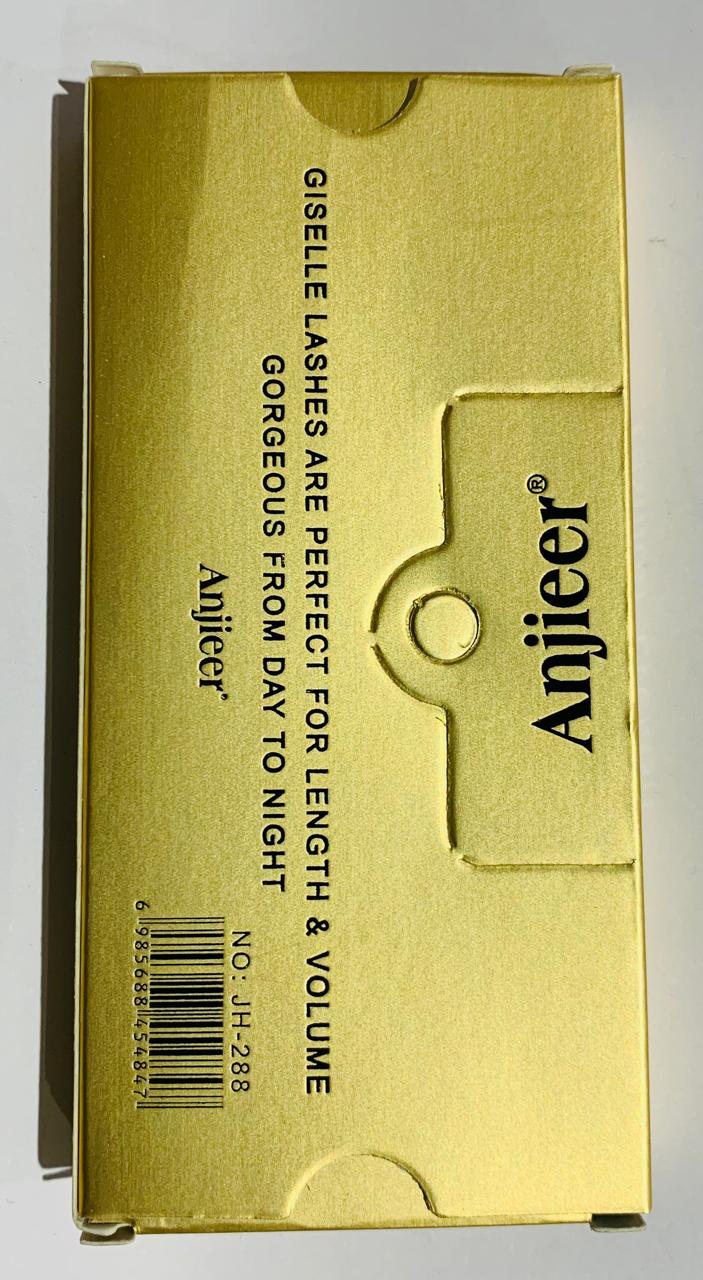 Anjieer®
GISELLE LASHES ARE PERFECT FOR LENGTH & VOLUME
GORGEOUS FROM DAY TO NIGHT
Anjieer®
NO: JH-288
6 985688 454847